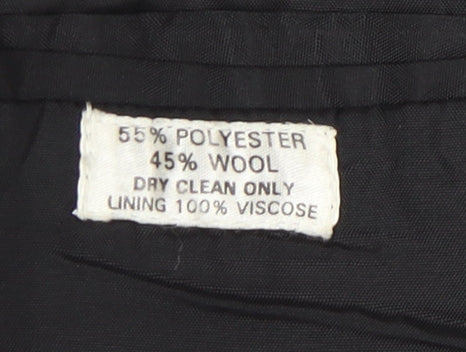 55% POLYESTER
45% WOOL
DRY CLEAN ONLY
LINING 100% VISCOSE